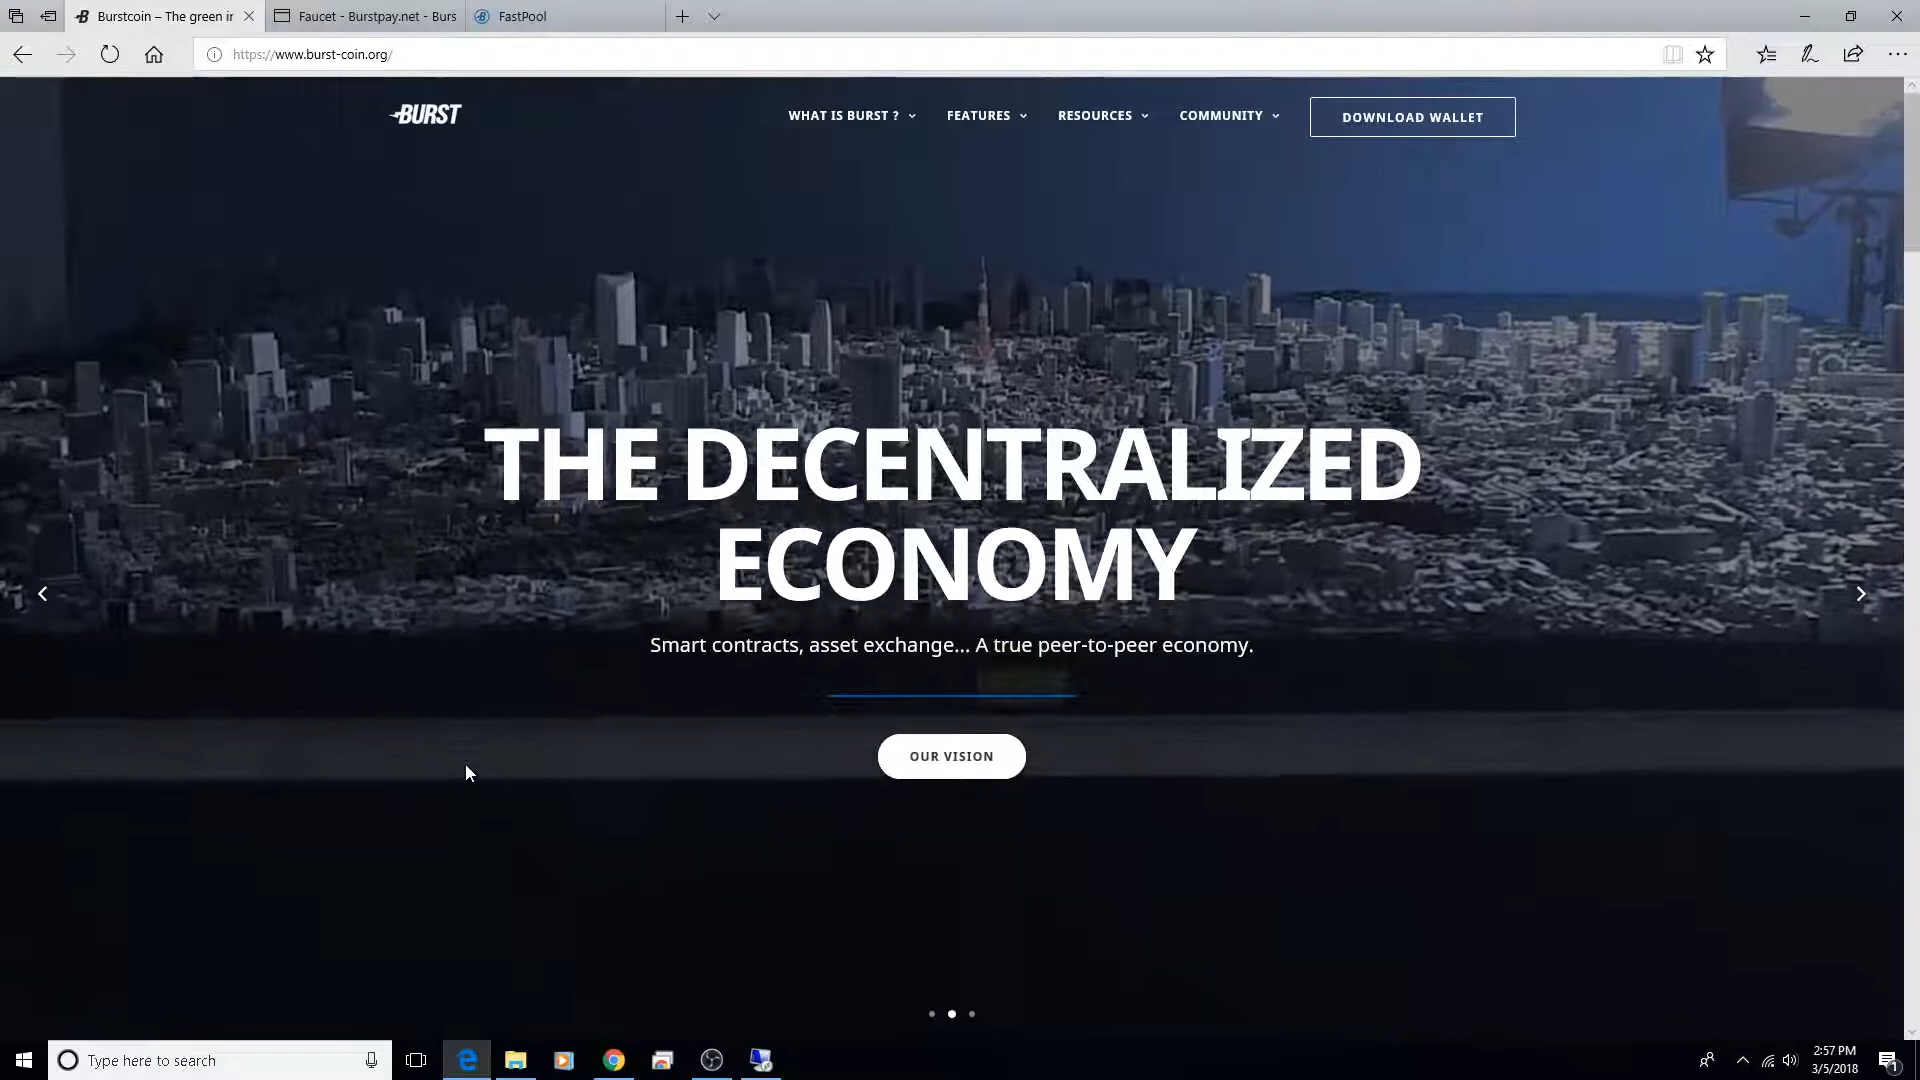 Burstcoin – The green in
Faucet - Burstpay.net - Burs
FastPool
https://www.burst-coin.org/
BURST
WHAT IS BURST ?
FEATURES
RESOURCES
COMMUNITY
DOWNLOAD WALLET
THE DECENTRALIZED
ECONOMY
Smart contracts, asset exchange... A true peer-to-peer economy.
OUR VISION
Type here to search
2:57 PM
3/5/2018
1